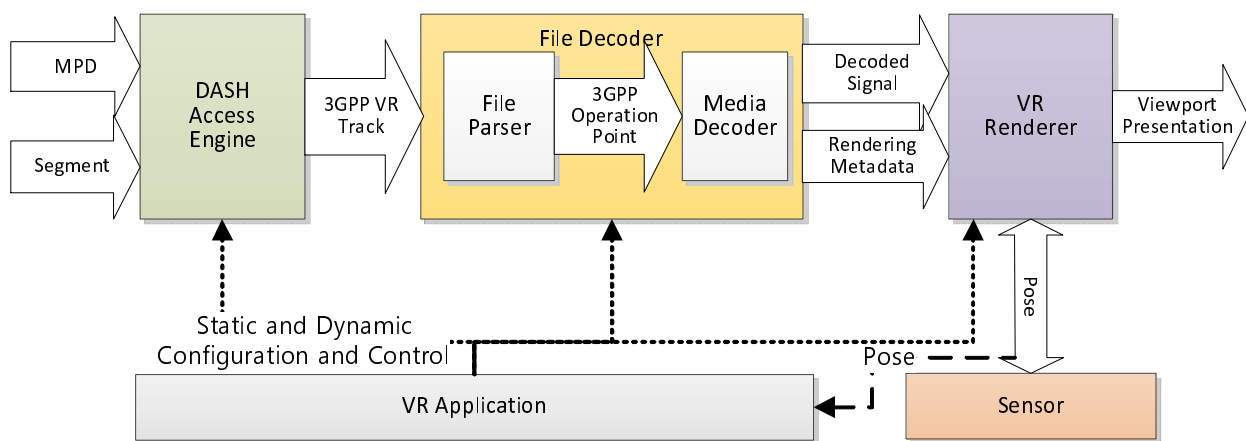 MPD
Segment
DASH
Access
Engine
3GPP VR
Track
File Decoder
File
Parser
3GPP
Operation
Point
Media
Decoder
Decoded
Signal
Rendering
Metadata
VR
Renderer
Viewport
Presentation
Static and Dynamic
Configuration and Control
Pose
Pose
VR Application
Sensor